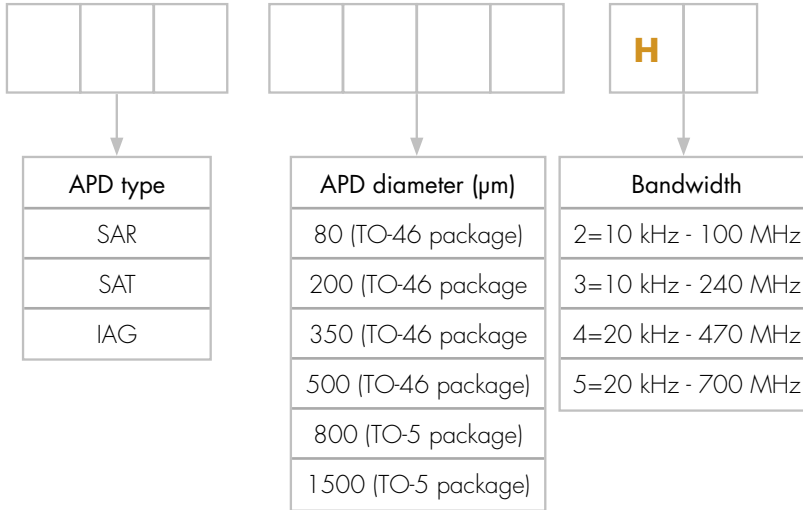 H
APD type
SAR
SAT
IAG
APD diameter (µm)
80 (TO-46 package)
200 (TO-46 package
350 (TO-46 package
500 (TO-46 package)
800 (TO-5 package)
1500 (TO-5 package)
Bandwidth
2=10 kHz - 100 MHz
3=10 kHz - 240 MHz
4=20 kHz - 470 MHz
5=20 kHz - 700 MHz